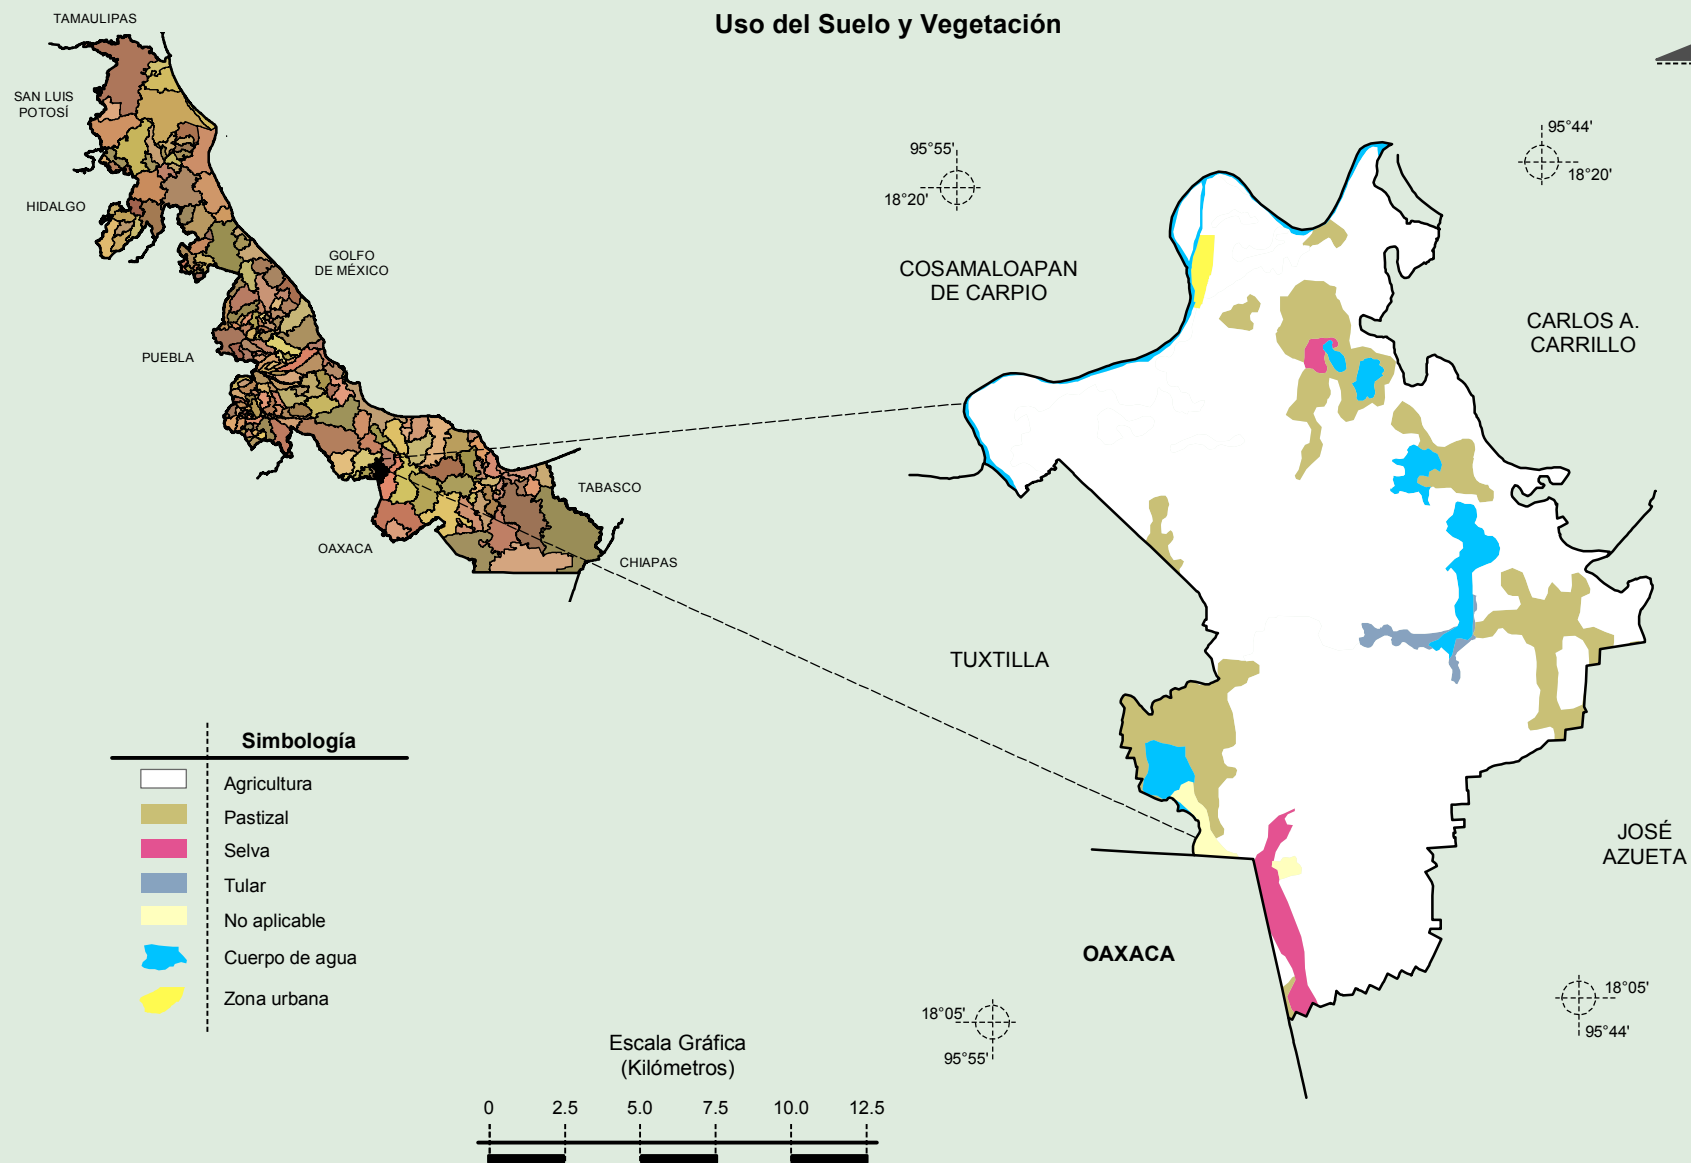 Uso del Suelo y Vegetación
TAMAULIPAS
SAN LUIS
POTOSÍ
HIDALGO
GOLFO
DE MÉXICO
PUEBLA
TABASCO
OAXACA
CHIAPAS
95°55'
18°20'
95°44'
18°20'
COSAMALOAPAN
DE CARPIO
CARLOS A.
CARRILLO
TUXTILLA
JOSÉ
AZUETA
OAXACA
18°05'
95°55'
18°05'
95°44'
Simbología
Agricultura
Pastizal
Selva
Tular
No aplicable
Cuerpo de agua
Zona urbana
Escala Gráfica
(Kilómetros)
0 2.5 5.0 7.5 10.0 12.5